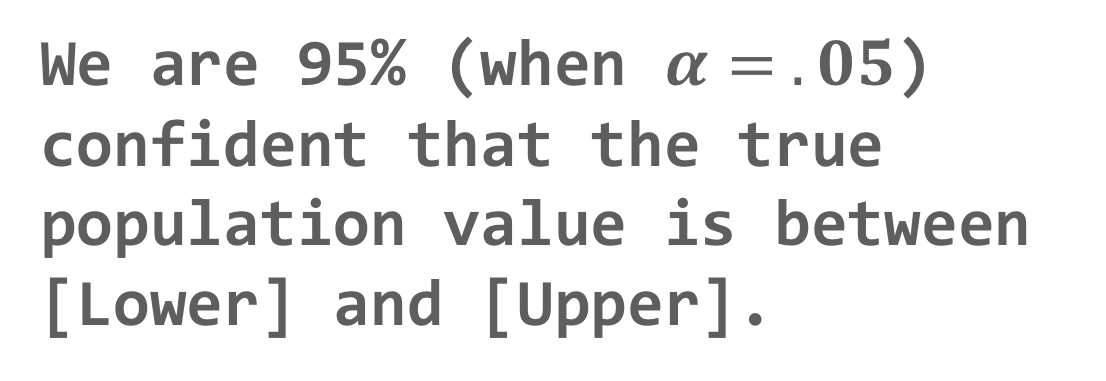 We are 95% (when α = .05)
confident that the true
population value is between
[Lower] and [Upper].